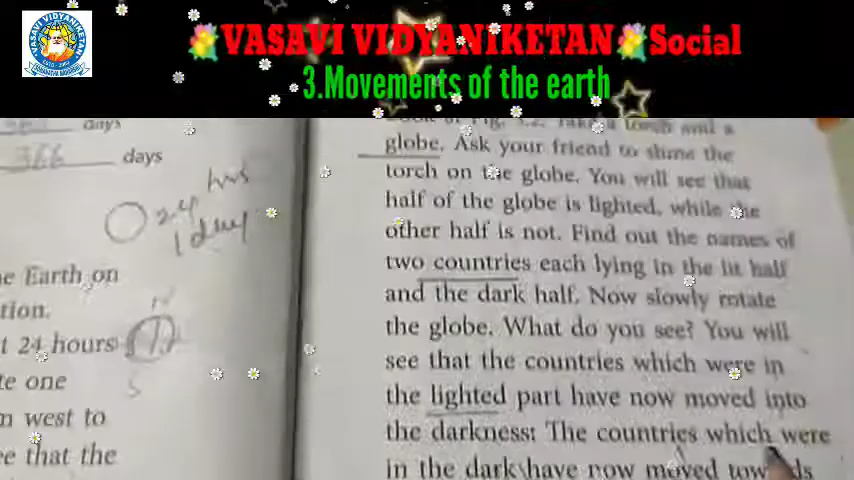 VASAVI VIDYANIKETAN Social
3.Movements of the earth
VASAVI VIDYANIKETAN
days
366 days
24 hrs
1 day
e Earth on
tion.
t 24 hours
te one
m west to
ee that the
N
S
globe. Ask your friend to shine the
torch on the globe. You will see that
half of the globe is lighted, while the
other half is not. Find out the names of
two countries each lying in the lit half
and the dark half. Now slowly rotate
the globe. What do you see? You will
see that the countries which were in
the lighted part have now moved into
the darkness! The countries which were
in the dark have now moved towards